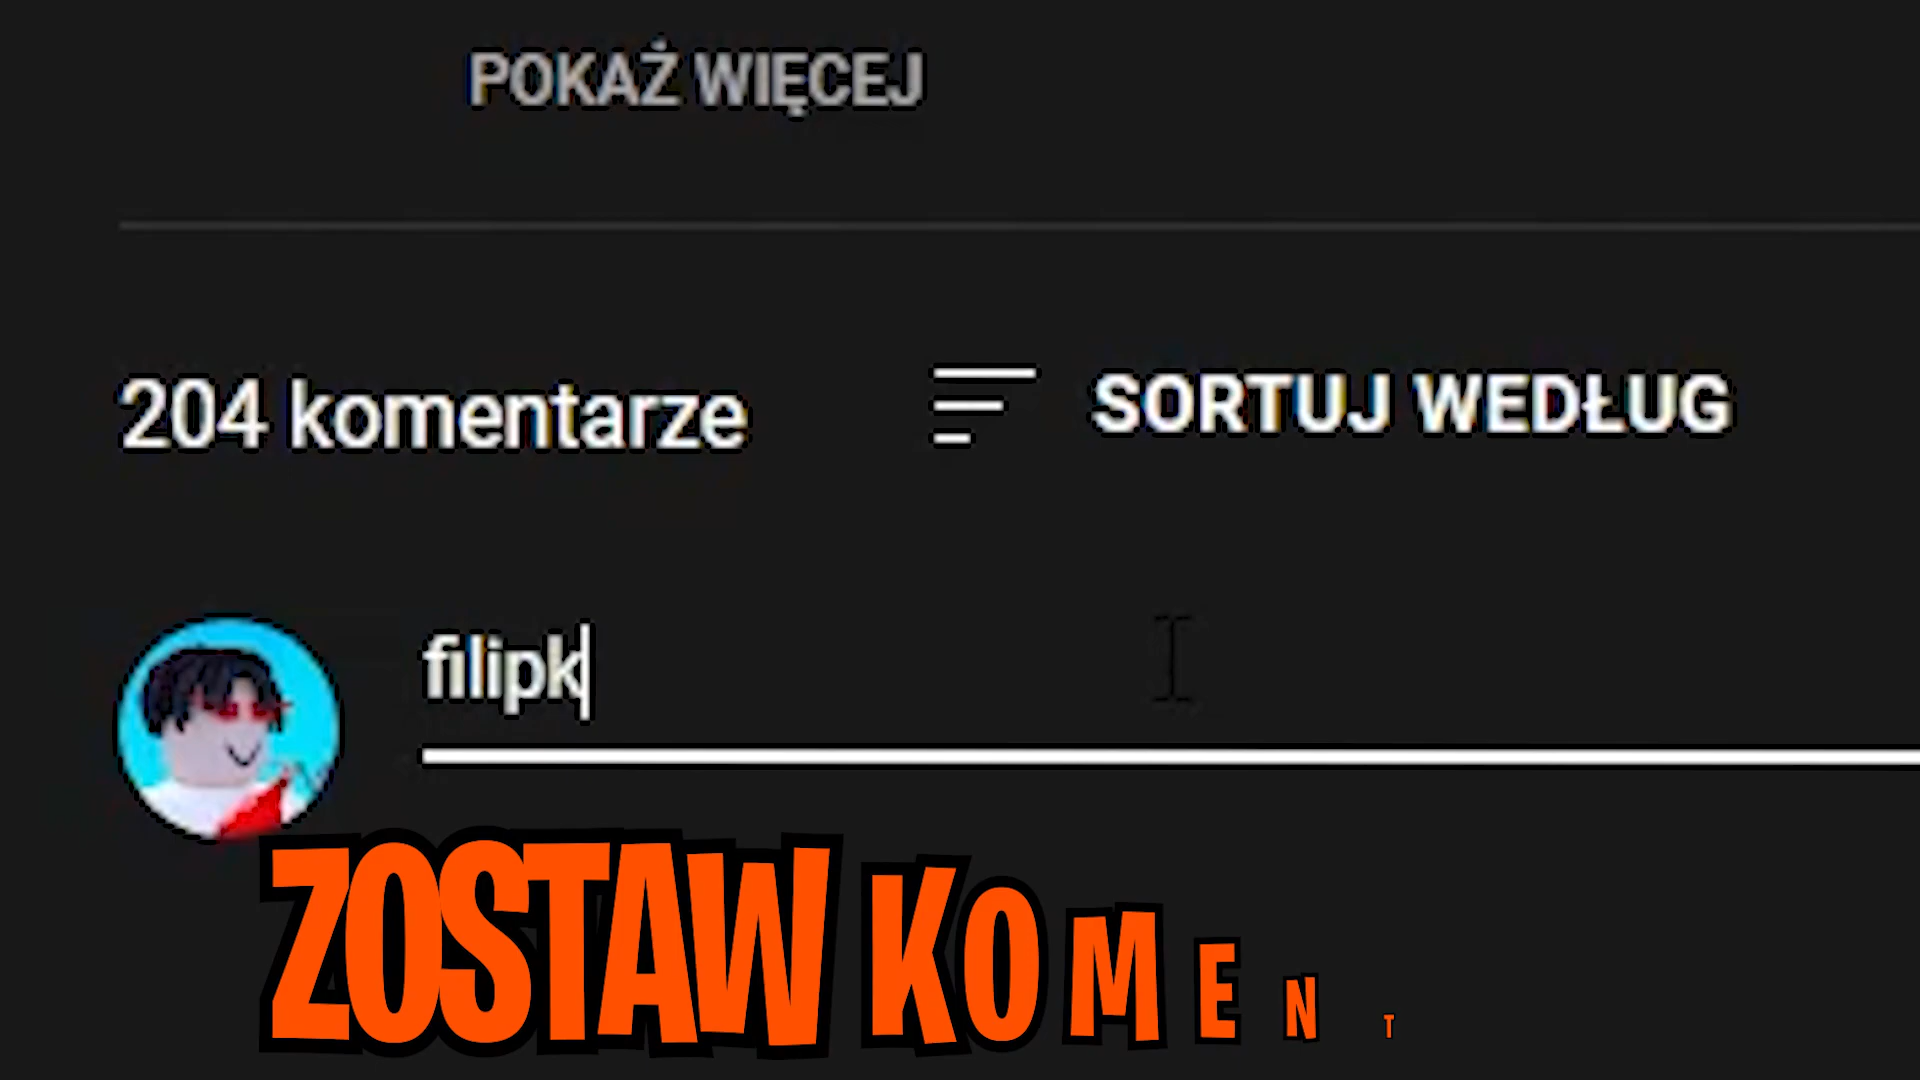 POKAŻ WIĘCEJ
204 komentarze
SORTUJ WEDŁUG
filipk
ZOSTAW KOMENT